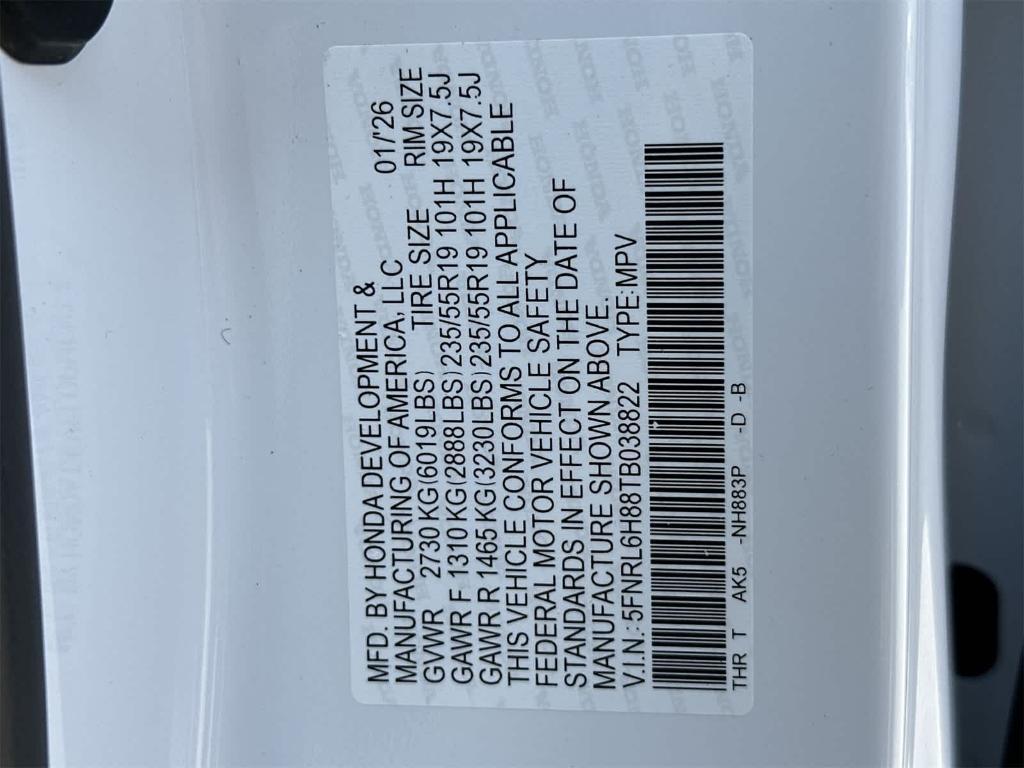 MFD. BY HONDA DEVELOPMENT &
MANUFACTURING OF AMERICA, LLC 01/'26
GVWR 2730 KG(6019LBS) TIRE SIZE RIM SIZE
GAWR F 1310 KG(2888LBS) 235/55R19 101H 19X7.5J
GAWR R 1465 KG(3230LBS) 235/55R19 101H 19X7.5J
THIS VEHICLE CONFORMS TO ALL APPLICABLE
FEDERAL MOTOR VEHICLE SAFETY
STANDARDS IN EFFECT ON THE DATE OF
MANUFACTURE SHOWN ABOVE.
V.I.N.: 5FNRL6H88TB038822 TYPE:MPV
THR T AK5 -NH883P -D -B